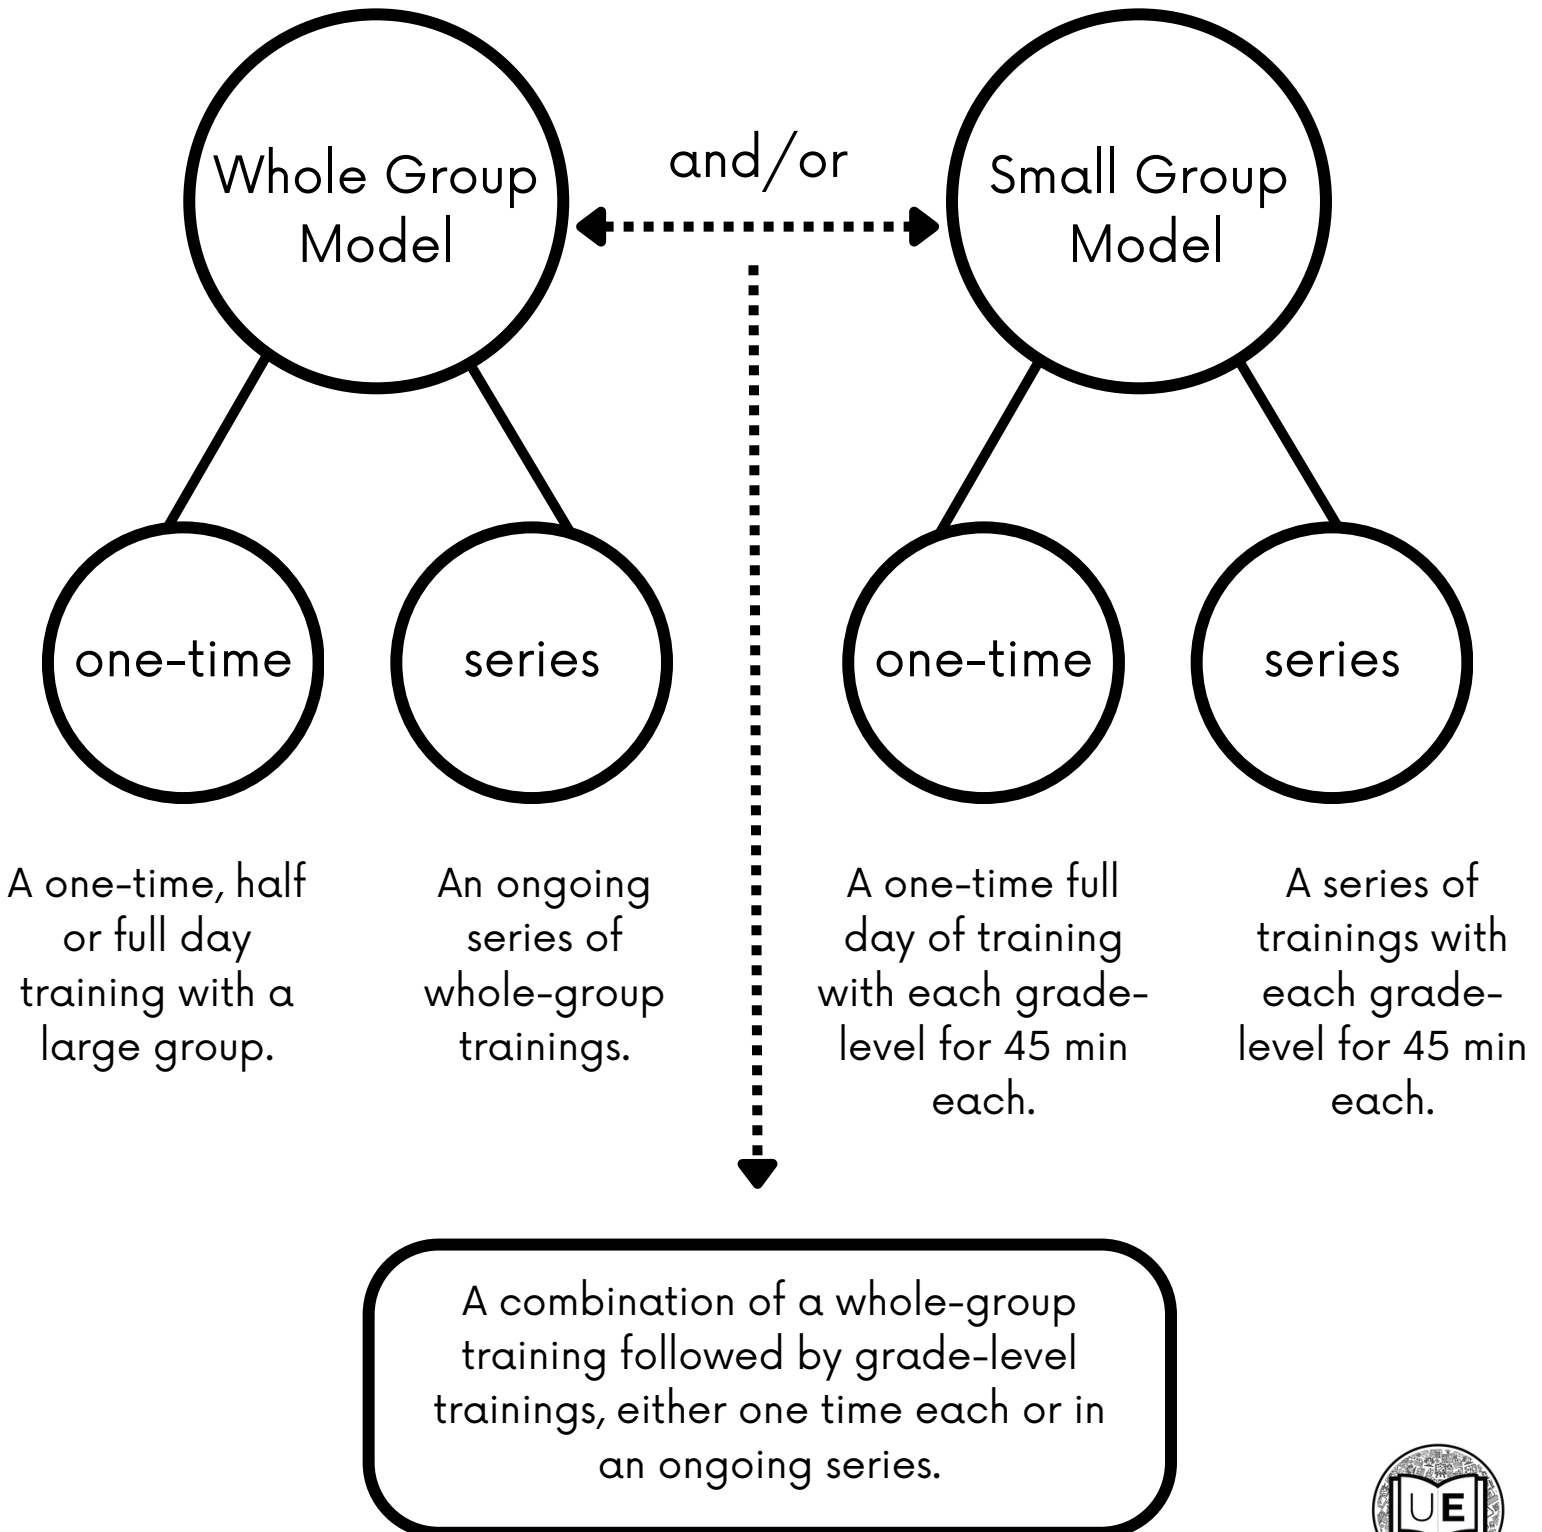 Whole Group
Model
and/or
Small Group
Model
one-time
series
one-time
series
A one-time, half
or full day
training with a
large group.
An ongoing
series of
whole-group
trainings.
A one-time full
day of training
with each grade-
level for 45 min
each.
A series of
trainings with
each grade-
level for 45 min
each.
A combination of a whole-group
training followed by grade-level
trainings, either one time each or in
an ongoing series.
UE